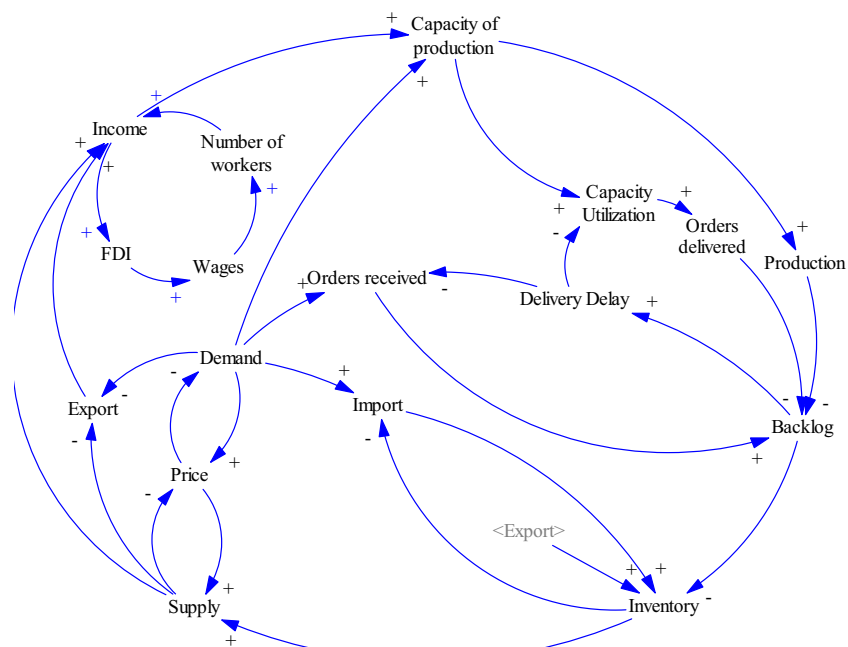 Capacity of
production
+
+
+
Income
+
+
+
Number of
workers
+
FDI
+
Wages
+
Capacity
Utilization
+
+
-
Orders
delivered
+
Production
Orders received
+
-
Delivery Delay
+
Demand
-
-
+
+
Export
-
Import
-
Price
-
+
Backlog
-
-
+
<Export>
+
+
Inventory
-
Supply
+
+